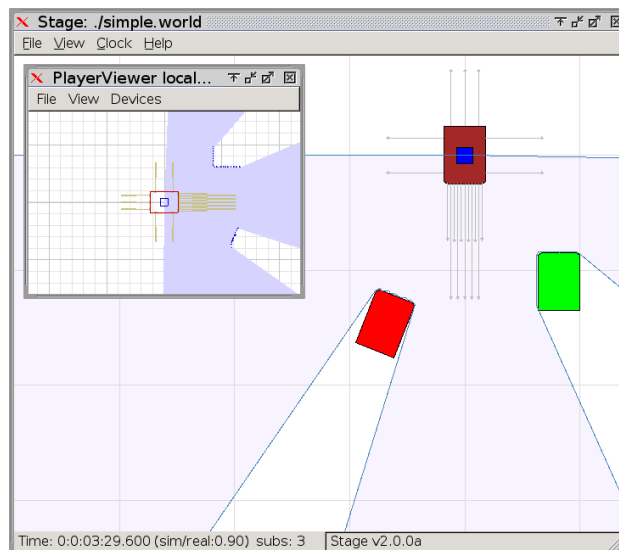 Stage: ./simple.world
File View Clock Help
PlayerViewer local...
File View Devices
Time: 0:0:03:29.600 (sim/real:0.90) subs: 3
Stage v2.0.0a